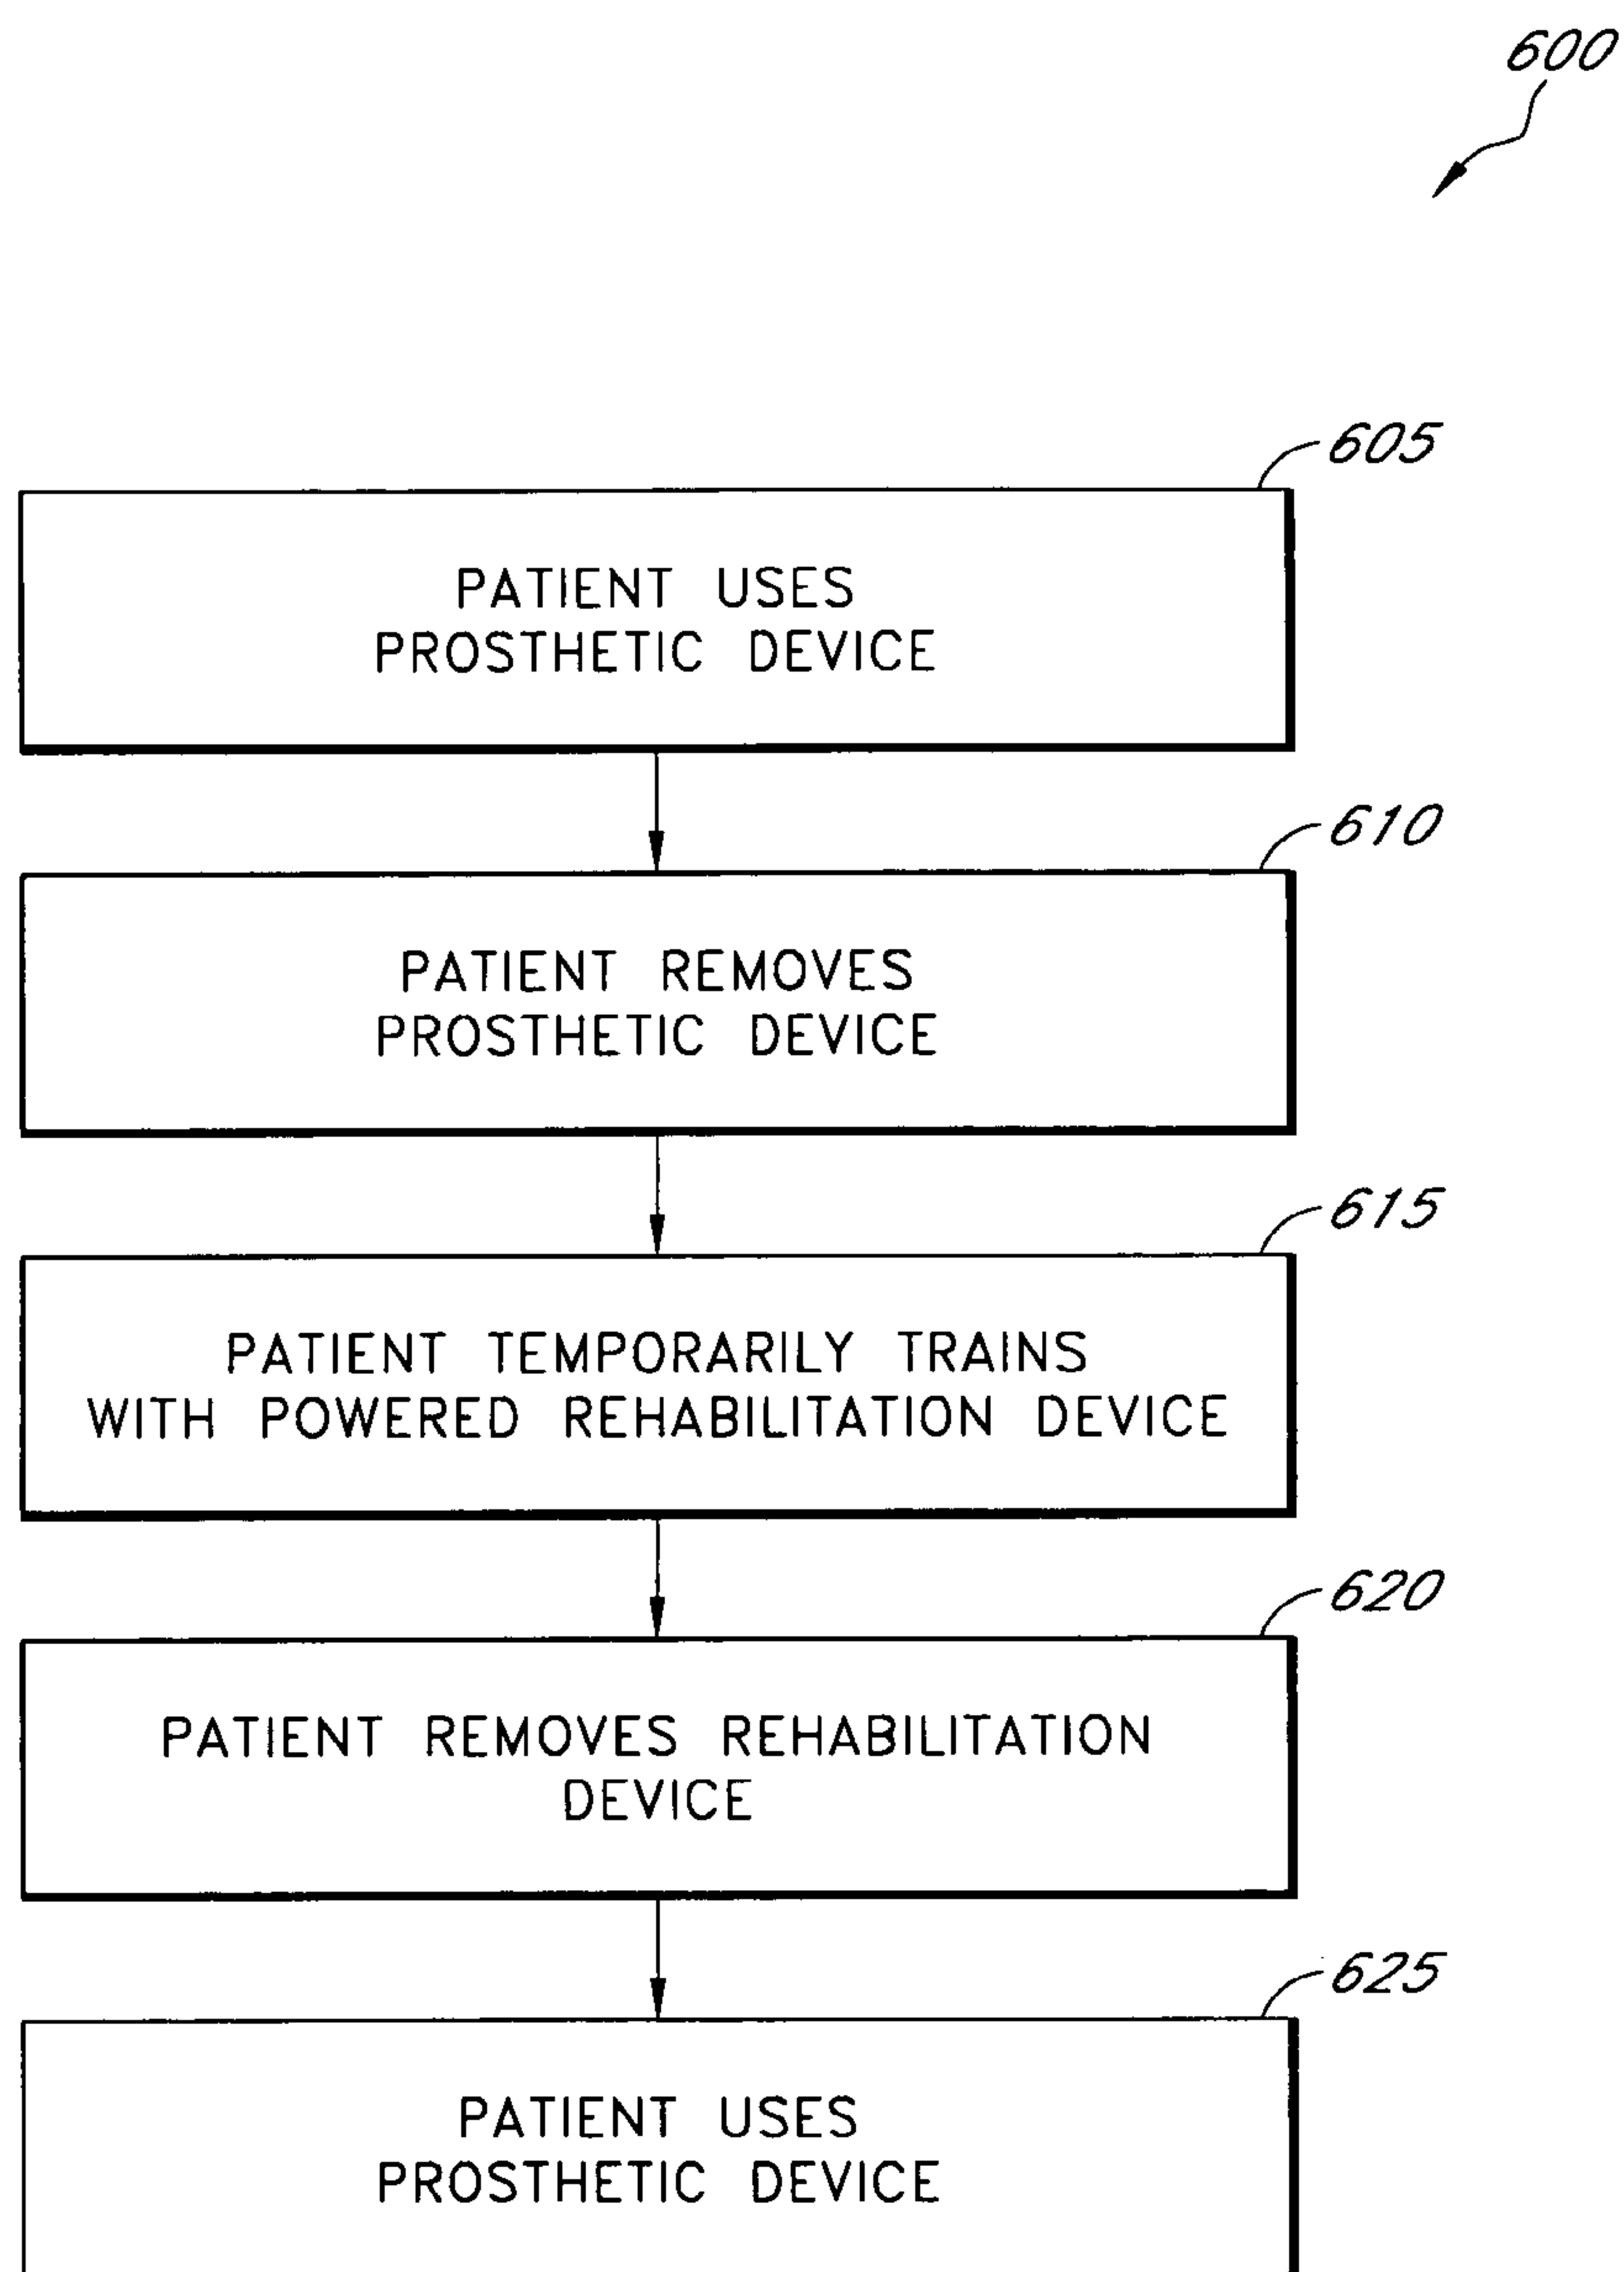 600
605
PATIENT USES
PROSTHETIC DEVICE
610
PATIENT REMOVES
PROSTHETIC DEVICE
615
PATIENT TEMPORARILY TRAINS
WITH POWERED REHABILITATION DEVICE
620
PATIENT REMOVES REHABILITATION
DEVICE
625
PATIENT USES
PROSTHETIC DEVICE